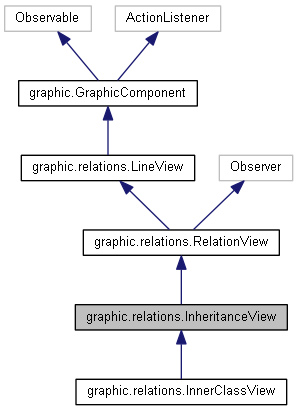 Observable
ActionListener
graphic.GraphicComponent
graphic.relations.LineView
Observer
graphic.relations.RelationView
graphic.relations.InheritanceView
graphic.relations.InnerClassView